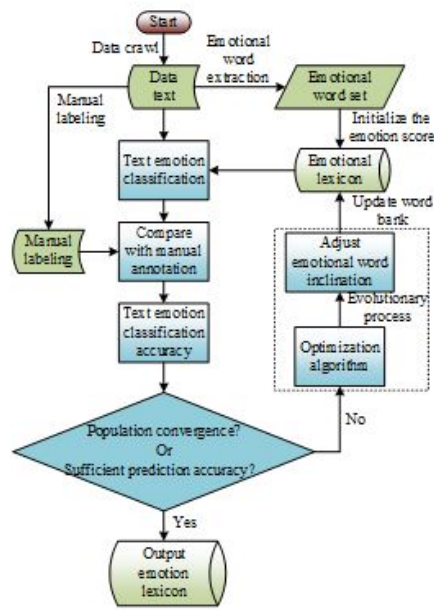 Start
Data crawl
Emotional
word
extraction
Data
text
Emotional
word set
Manual
labeling
Initialize the
emotion score
Text emotion
classification
Emotional
lexicon
Update word
bank
Manual
labeling
Compare
with manual
annotation
Adjust
emotional word
inclination
Evolutionary
process
Text emotion
classification
accuracy
Optimization
algorithm
No
Population convergence?
Or
Sufficient prediction accuracy?
Yes
Output
emotion
lexicon